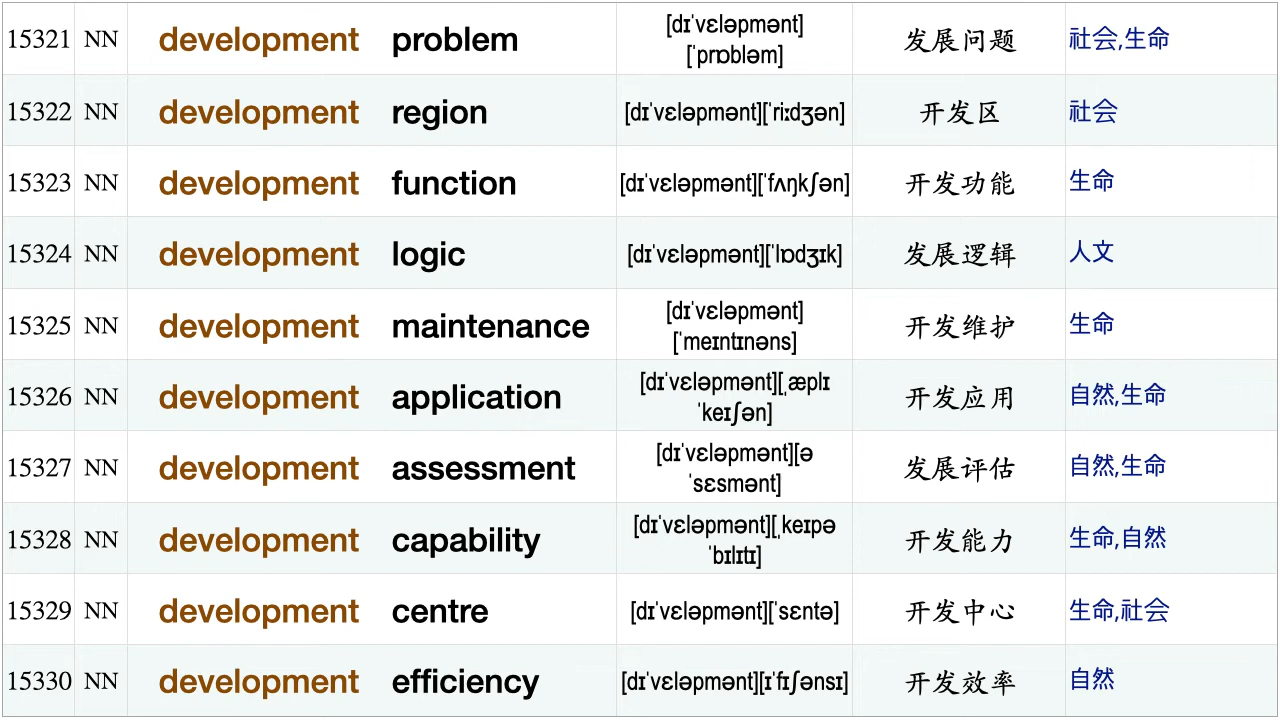 15321 NN development problem [dɪˈvɛləpmənt] [ˈprɒbləm] 发展问题 社会,生命
15322 NN development region [dɪˈvɛləpmənt][ˈriːdʒən] 开发区 社会
15323 NN development function [dɪˈvɛləpmənt][ˈfʌŋkʃən] 开发功能 生命
15324 NN development logic [dɪˈvɛləpmənt][ˈlɒdʒɪk] 发展逻辑 人文
15325 NN development maintenance [dɪˈvɛləpmənt] [ˈmeɪntɪnəns] 开发维护 生命
15326 NN development application [dɪˈvɛləpmənt][ˌæplɪ ˈkeɪʃən] 开发应用 自然,生命
15327 NN development assessment [dɪˈvɛləpmənt][ə ˈsɛsmənt] 发展评估 自然,生命
15328 NN development capability [dɪˈvɛləpmənt][ˌkeɪpə ˈbɪlɪtɪ] 开发能力 生命,自然
15329 NN development centre [dɪˈvɛləpmənt][ˈsɛntə] 开发中心 生命,社会
15330 NN development efficiency [dɪˈvɛləpmənt][ɪˈfɪʃənsɪ] 开发效率 自然